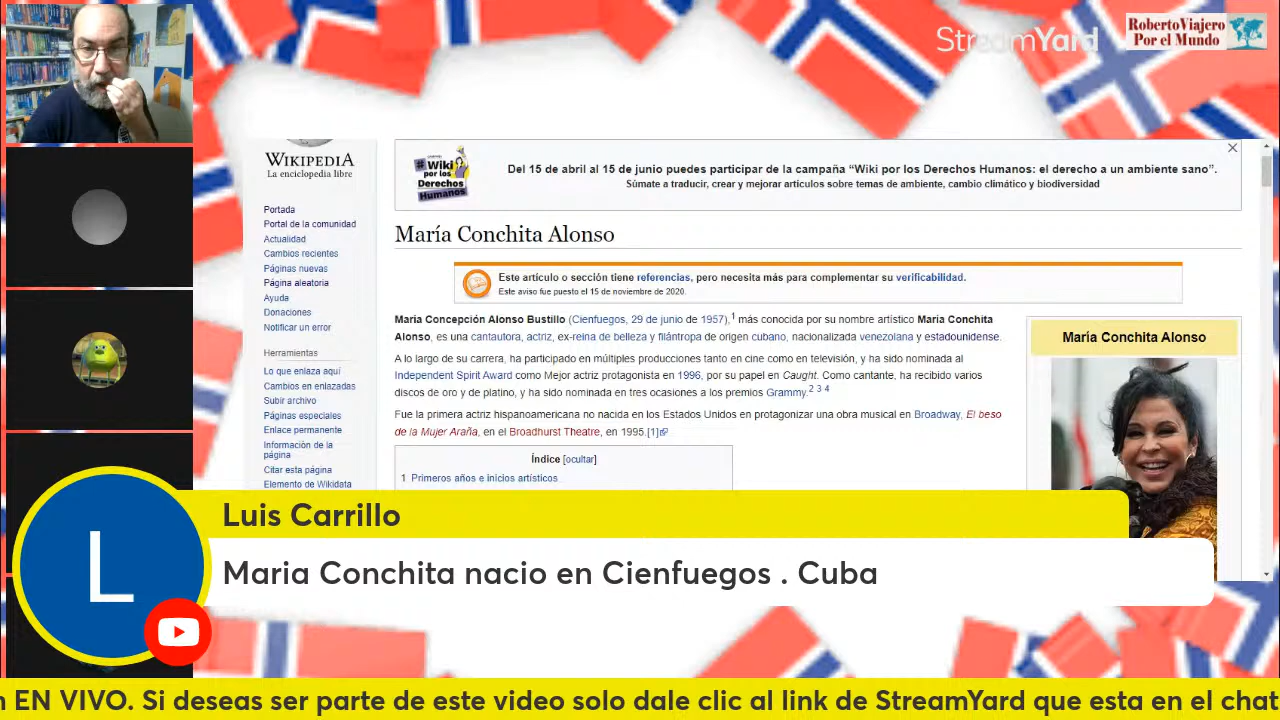 StreamYard
RobertoViajero
Por el Mundo
WIKIPEDIA
La enciclopedia libre
Portada
Portal de la comunidad
Actualidad
Cambios recientes
Páginas nuevas
Página aleatoria
Ayuda
Donaciones
Notificar un error
Herramientas
Lo que enlaza aquí
Cambios en enlazadas
Subir archivo
Páginas especiales
Enlace permanente
Información de la
página
Citar esta página
Elemento de Wikidata
#Wiki
por los
Derechos
Humanos
Del 15 de abril al 15 de junio puedes participar de la campaña “Wiki por los Derechos Humanos: el derecho a un ambiente sano”.
Súmate a traducir, crear y mejorar artículos sobre temas de ambiente, cambio climático y biodiversidad
María Conchita Alonso
Este artículo o sección tiene referencias, pero necesita más para complementar su verificabilidad.
Este aviso fue puesto el 15 de noviembre de 2020.
María Concepción Alonso Bustillo (Cienfuegos, 29 de junio de 1957),1 más conocida por su nombre artístico María Conchita
Alonso, es una cantautora, actriz, ex-reina de belleza y filántropa de origen cubano, nacionalizada venezolana y estadounidense.
A lo largo de su carrera, ha participado en múltiples producciones tanto en cine como en televisión, y ha sido nominada al
Independent Spirit Award como Mejor actriz protagonista en 1996, por su papel en Caught. Como cantante, ha recibido varios
discos de oro y de platino, y ha sido nominada en tres ocasiones a los premios Grammy.2 3 4
Fue la primera actriz hispanoamericana no nacida en los Estados Unidos en protagonizar una obra musical en Broadway, El beso
de la Mujer Araña, en el Broadhurst Theatre, en 1995.[1]
Índice [ocultar]
1 Primeros años e inicios artísticos
María Conchita Alonso
L
Luis Carrillo
Maria Conchita nacio en Cienfuegos . Cuba
n EN VIVO. Si deseas ser parte de este video solo dale clic al link de StreamYard que esta en el chat